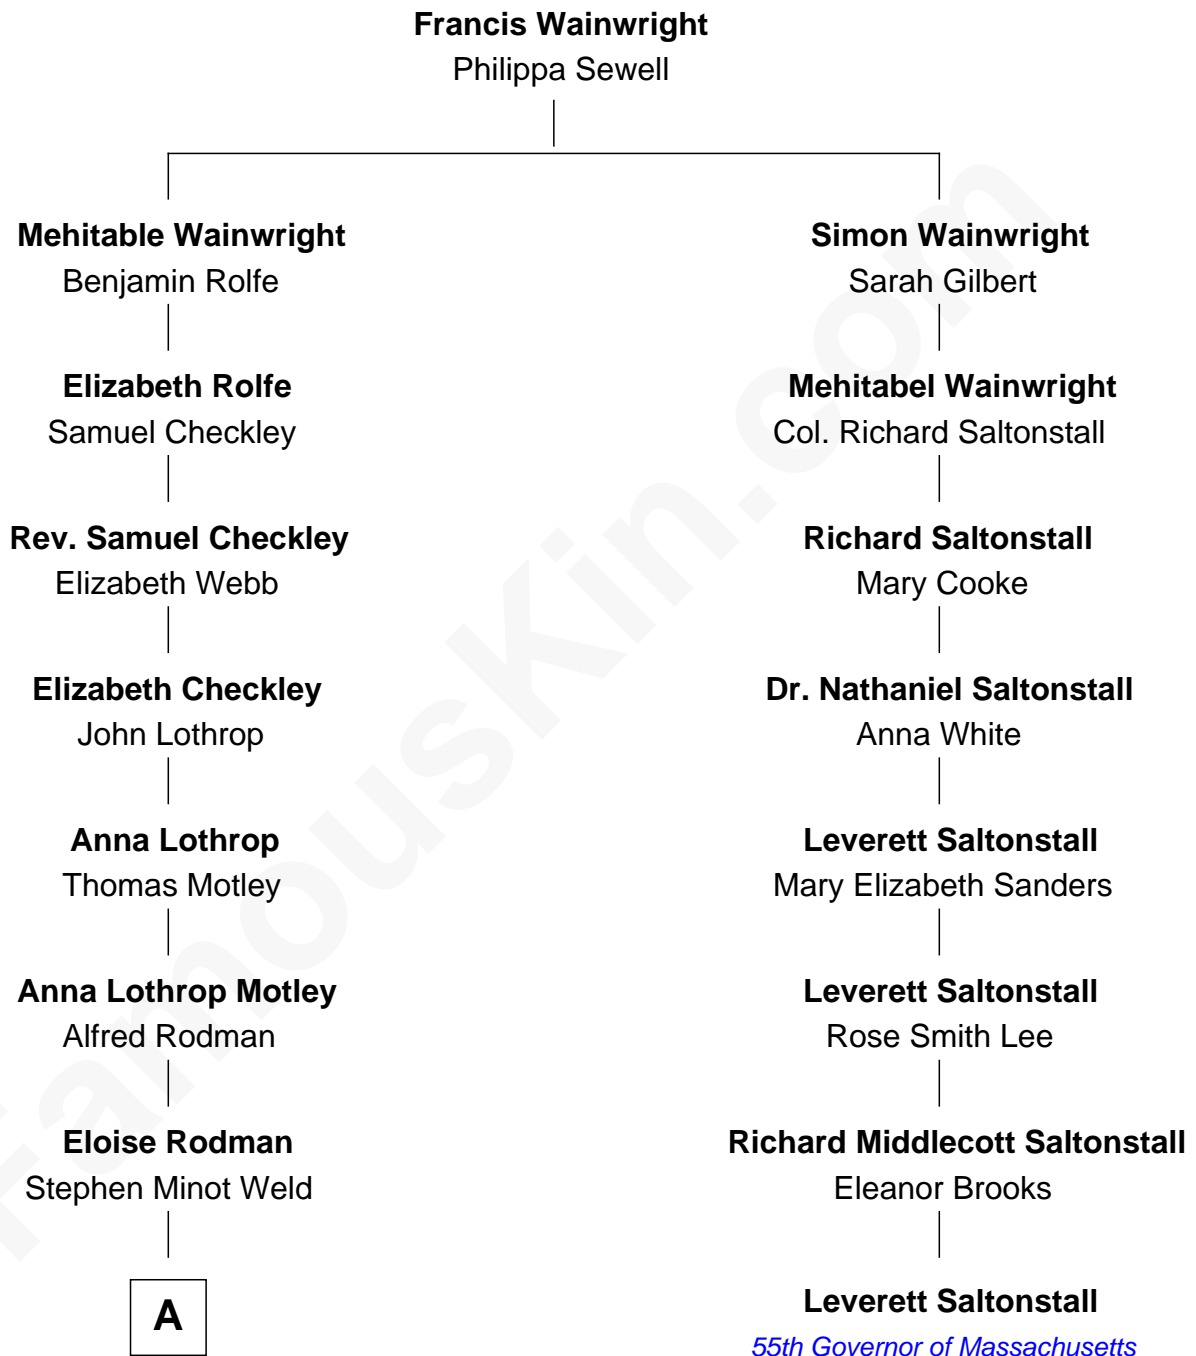 Francis Wainwright
Philippa Sewell
Mehitable Wainwright
Benjamin Rolfe
Simon Wainwright
Sarah Gilbert
Elizabeth Rolfe
Samuel Checkley
Mehitabel Wainwright
Col. Richard Saltonstall
Rev. Samuel Checkley
Elizabeth Webb
Richard Saltonstall
Mary Cooke
Elizabeth Checkley
John Lothrop
Dr. Nathaniel Saltonstall
Anna White
Anna Lothrop
Thomas Motley
Leverett Saltonstall
Mary Elizabeth Sanders
Anna Lothrop Motley
Alfred Rodman
Leverett Saltonstall
Rose Smith Lee
Eloise Rodman
Stephen Minot Weld
Richard Middlecott Saltonstall
Eleanor Brooks
A
Leverett Saltonstall
55th Governor of Massachusetts
FamousKin.com